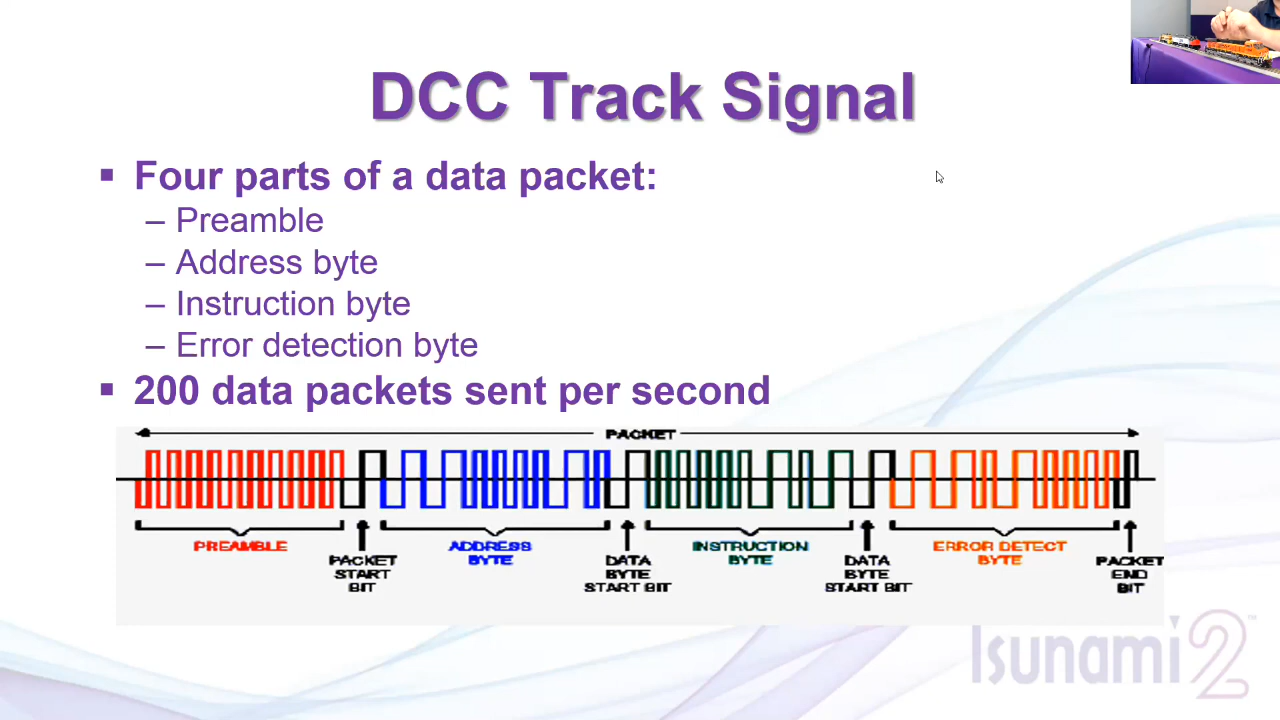 DCC Track Signal
▪ Four parts of a data packet:
– Preamble
– Address byte
– Instruction byte
– Error detection byte
▪ 200 data packets sent per second
PACKET
PREAMBLE
PACKET
START
BIT
ADDRESS
BYTE
DATA
BYTE
START BIT
INSTRUCTION
BYTE
DATA
BYTE
START BIT
ERROR DETECT
BYTE
PACKET
END
BIT
Tsunami2™